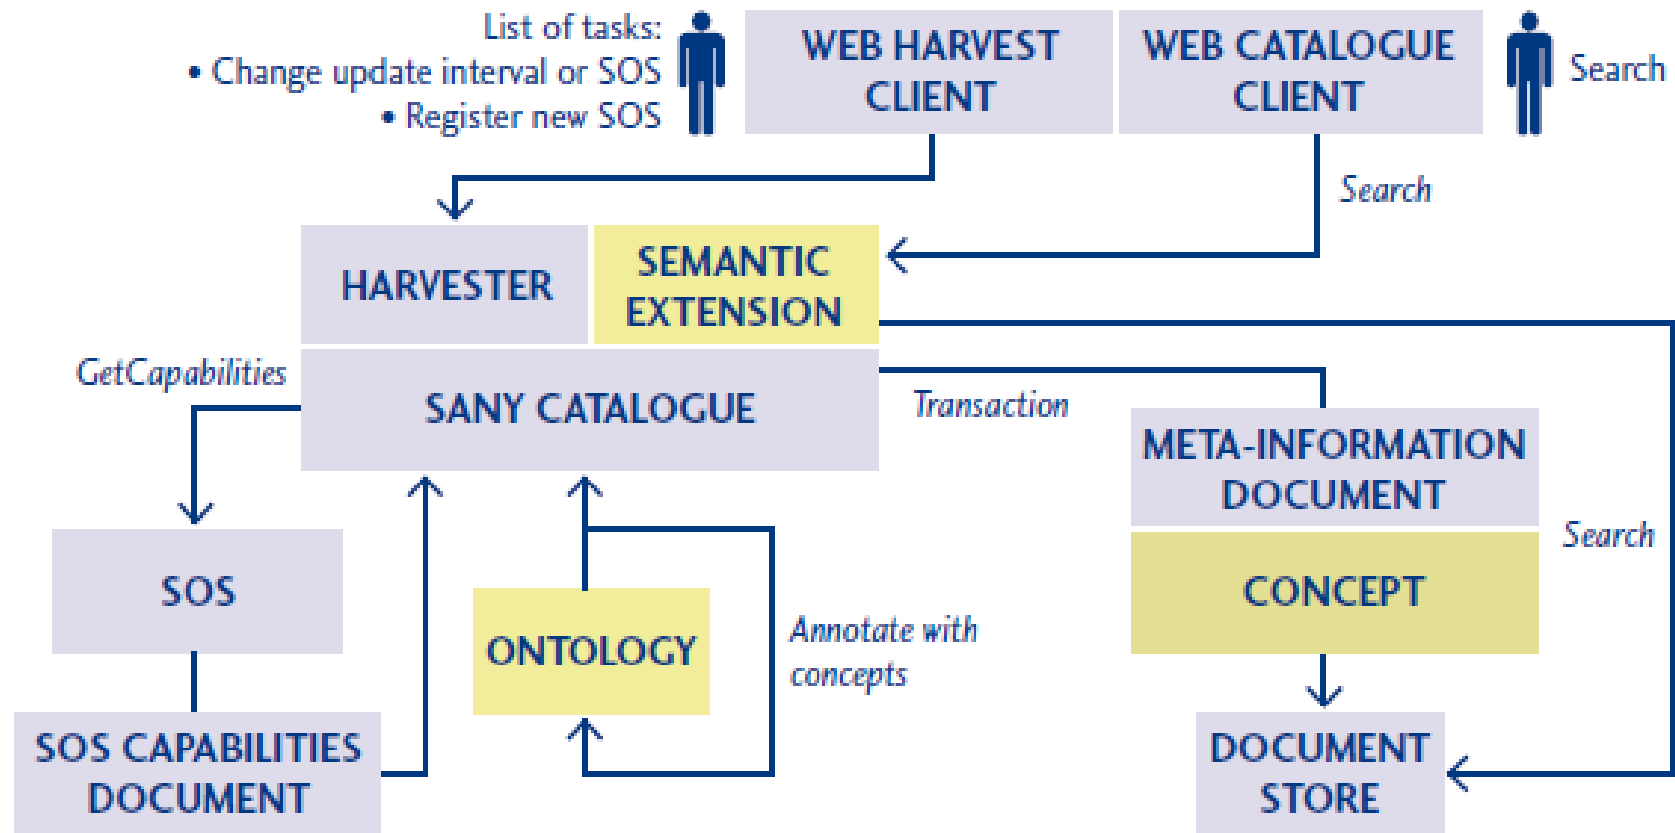 List of tasks:
• Change update interval or SOS
• Register new SOS
WEB HARVEST
CLIENT
WEB CATALOGUE
CLIENT
Search
Search
HARVESTER
SEMANTIC
EXTENSION
GetCapabilities
SANY CATALOGUE
Transaction
META-INFORMATION
DOCUMENT
Search
SOS
CONCEPT
ONTOLOGY
Annotate with
concepts
SOS CAPABILITIES
DOCUMENT
DOCUMENT
STORE